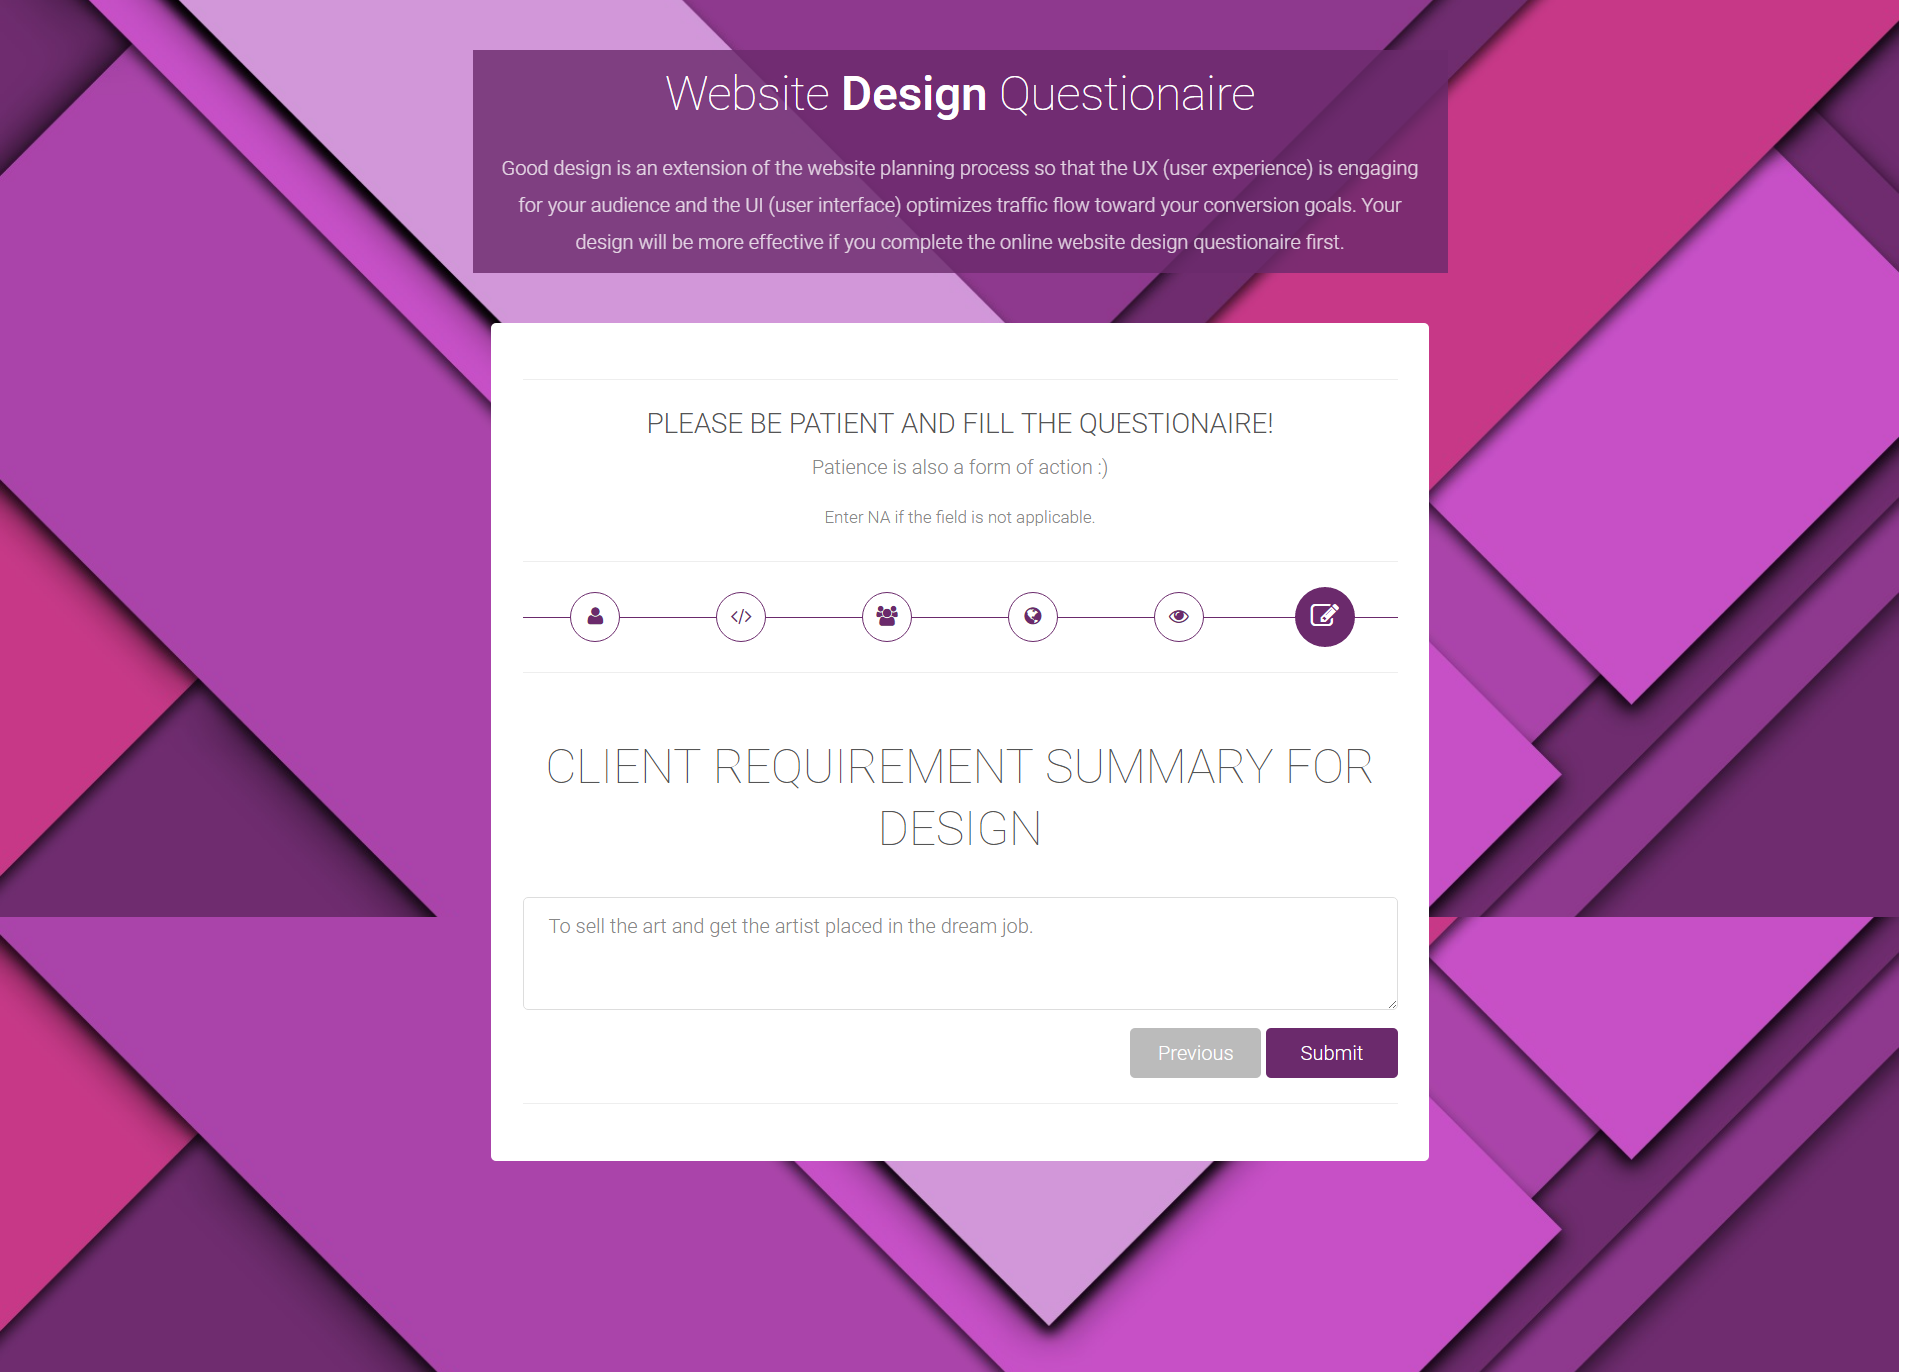 Website Design Questionaire
Good design is an extension of the website planning process so that the UX (user experience) is engaging
for your audience and the UI (user interface) optimizes traffic flow toward your conversion goals. Your
design will be more effective if you complete the online website design questionaire first.
PLEASE BE PATIENT AND FILL THE QUESTIONAIRE!
Patience is also a form of action :)
Enter NA if the field is not applicable.
CLIENT REQUIREMENT SUMMARY FOR
DESIGN
To sell the art and get the artist placed in the dream job.
Previous
Submit